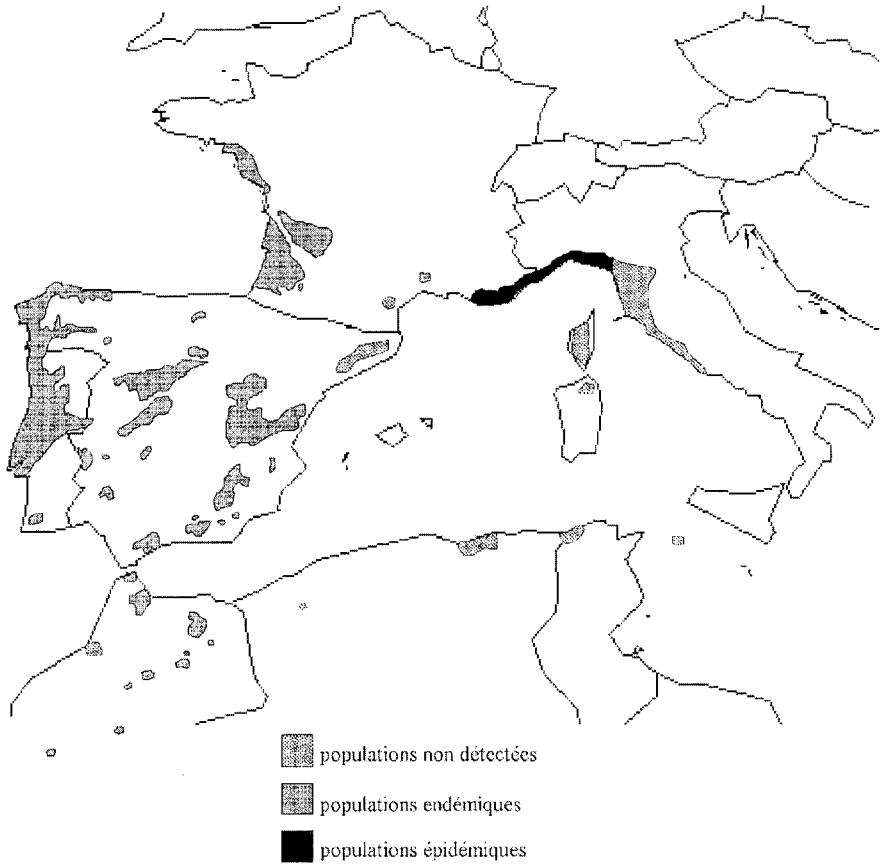 populations non détectées
populations endémiques
populations épidémiques